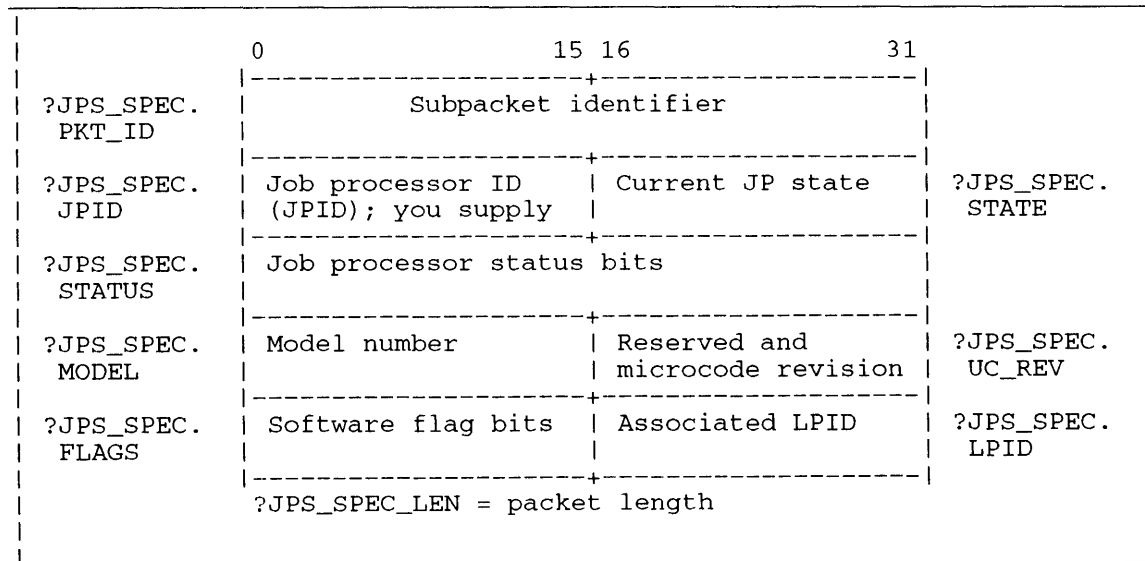 0 15 16 31
?JPS_SPEC. Subpacket identifier
PKT_ID
?JPS_SPEC. Job processor ID | Current JP state ?JPS_SPEC.
JPID (JPID); you supply | STATE
?JPS_SPEC. Job processor status bits
STATUS
?JPS_SPEC. Model number | Reserved and ?JPS_SPEC.
MODEL | microcode revision UC_REV
?JPS_SPEC. Software flag bits | Associated LPID ?JPS_SPEC.
FLAGS | LPID
?JPS_SPEC_LEN = packet length